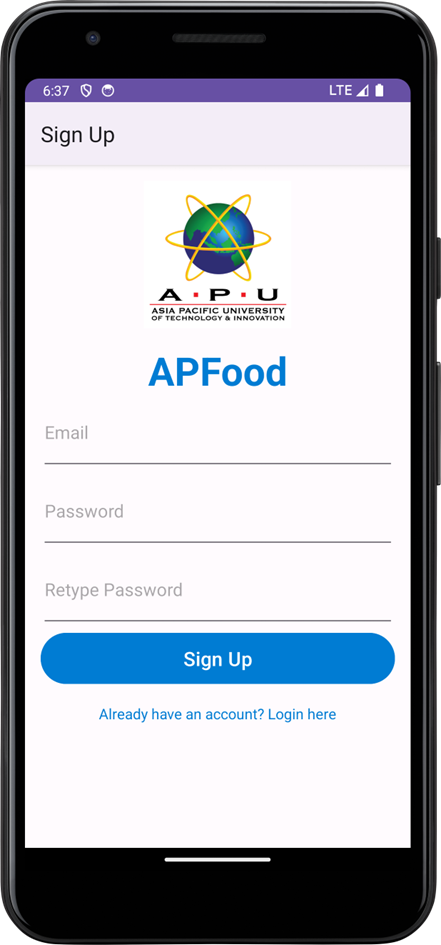 6:37
LTE
Sign Up
A·P·U
ASIA PACIFIC UNIVERSITY
OF TECHNOLOGY & INNOVATION
APFood
Email
Password
Retype Password
Sign Up
Already have an account? Login here